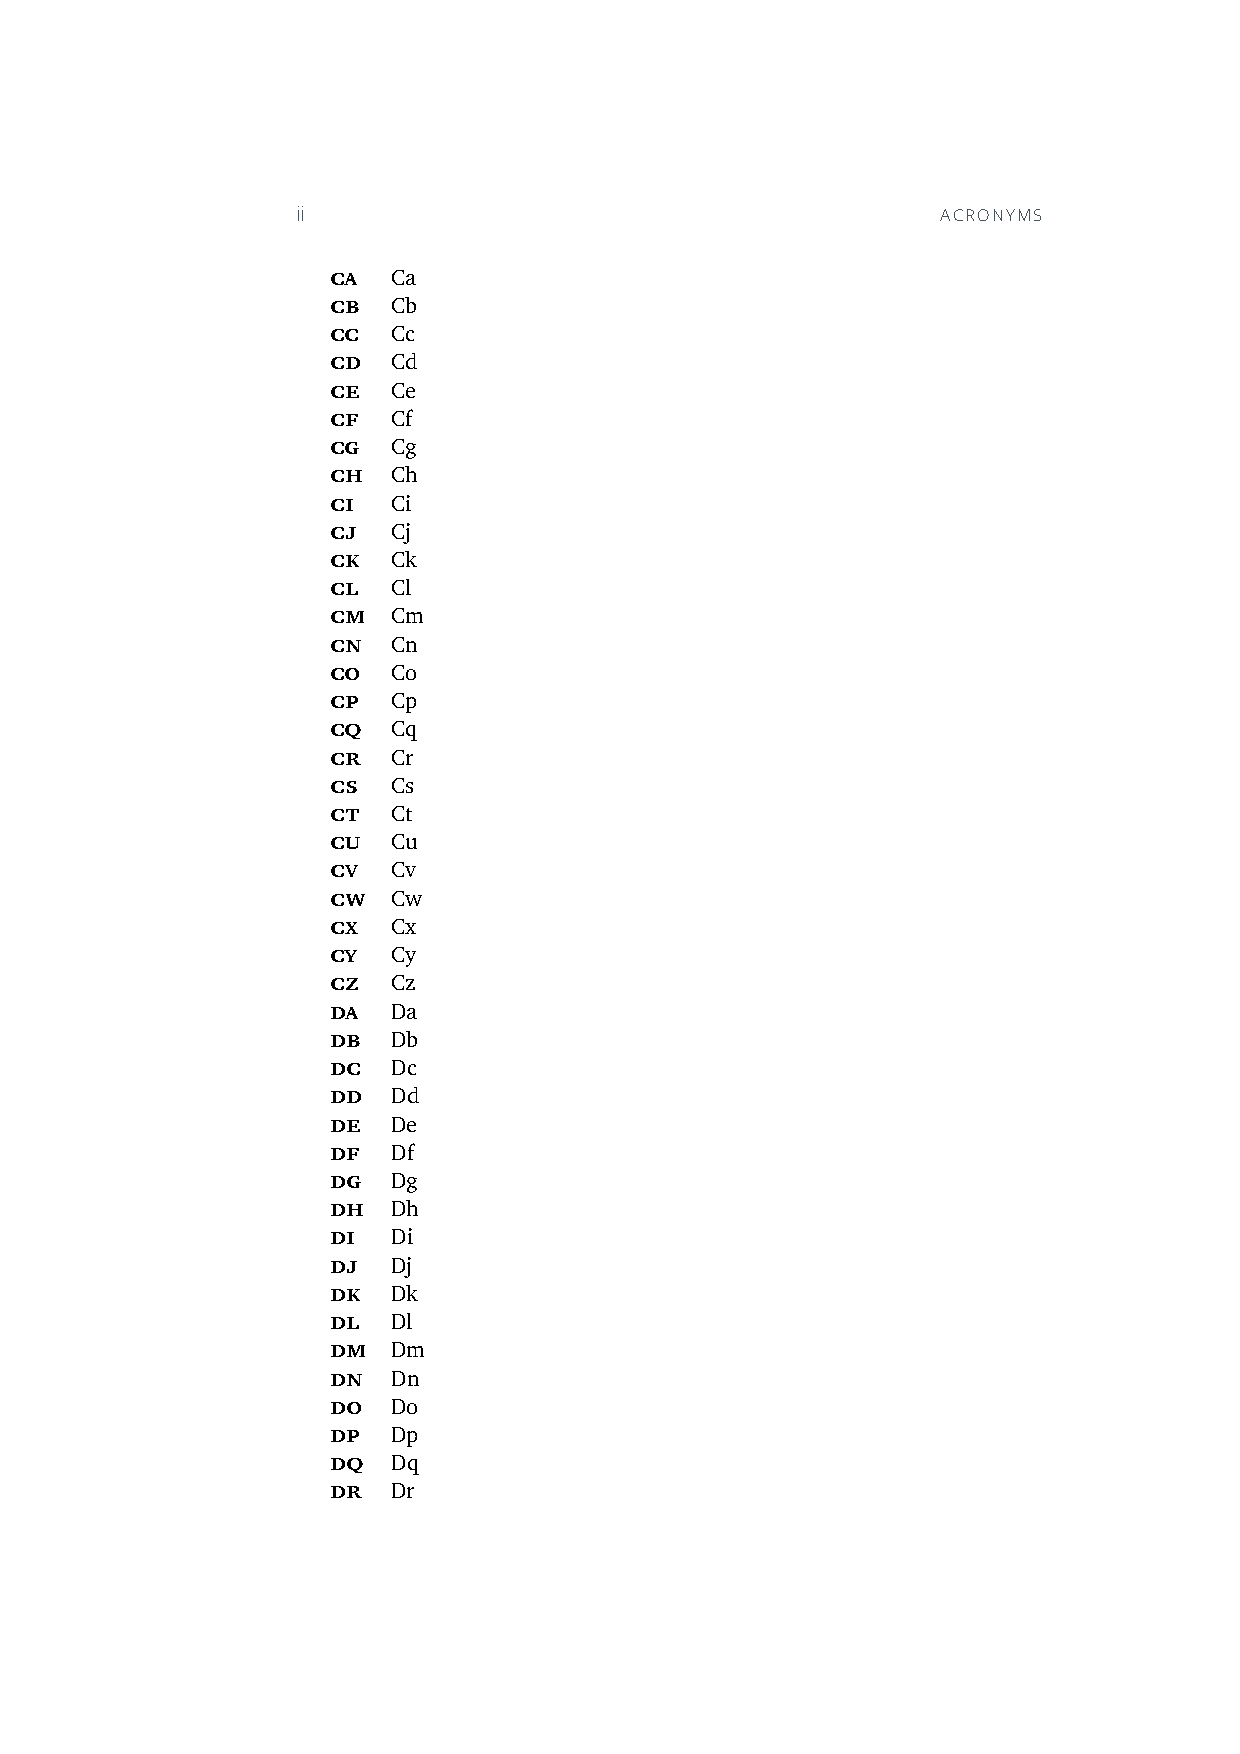 ii ACRONYMS
CA Ca
CB Cb
CC Cc
CD Cd
CE Ce
CF Cf
CG Cg
CH Ch
CI Ci
CJ Cj
CK Ck
CL Cl
CM Cm
CN Cn
CO Co
CP Cp
CQ Cq
CR Cr
CS Cs
CT Ct
CU Cu
CV Cv
CW Cw
CX Cx
CY Cy
CZ Cz
DA Da
DB Db
DC Dc
DD Dd
DE De
DF Df
DG Dg
DH Dh
DI Di
DJ Dj
DK Dk
DL Dl
DM Dm
DN Dn
DO Do
DP Dp
DQ Dq
DR Dr